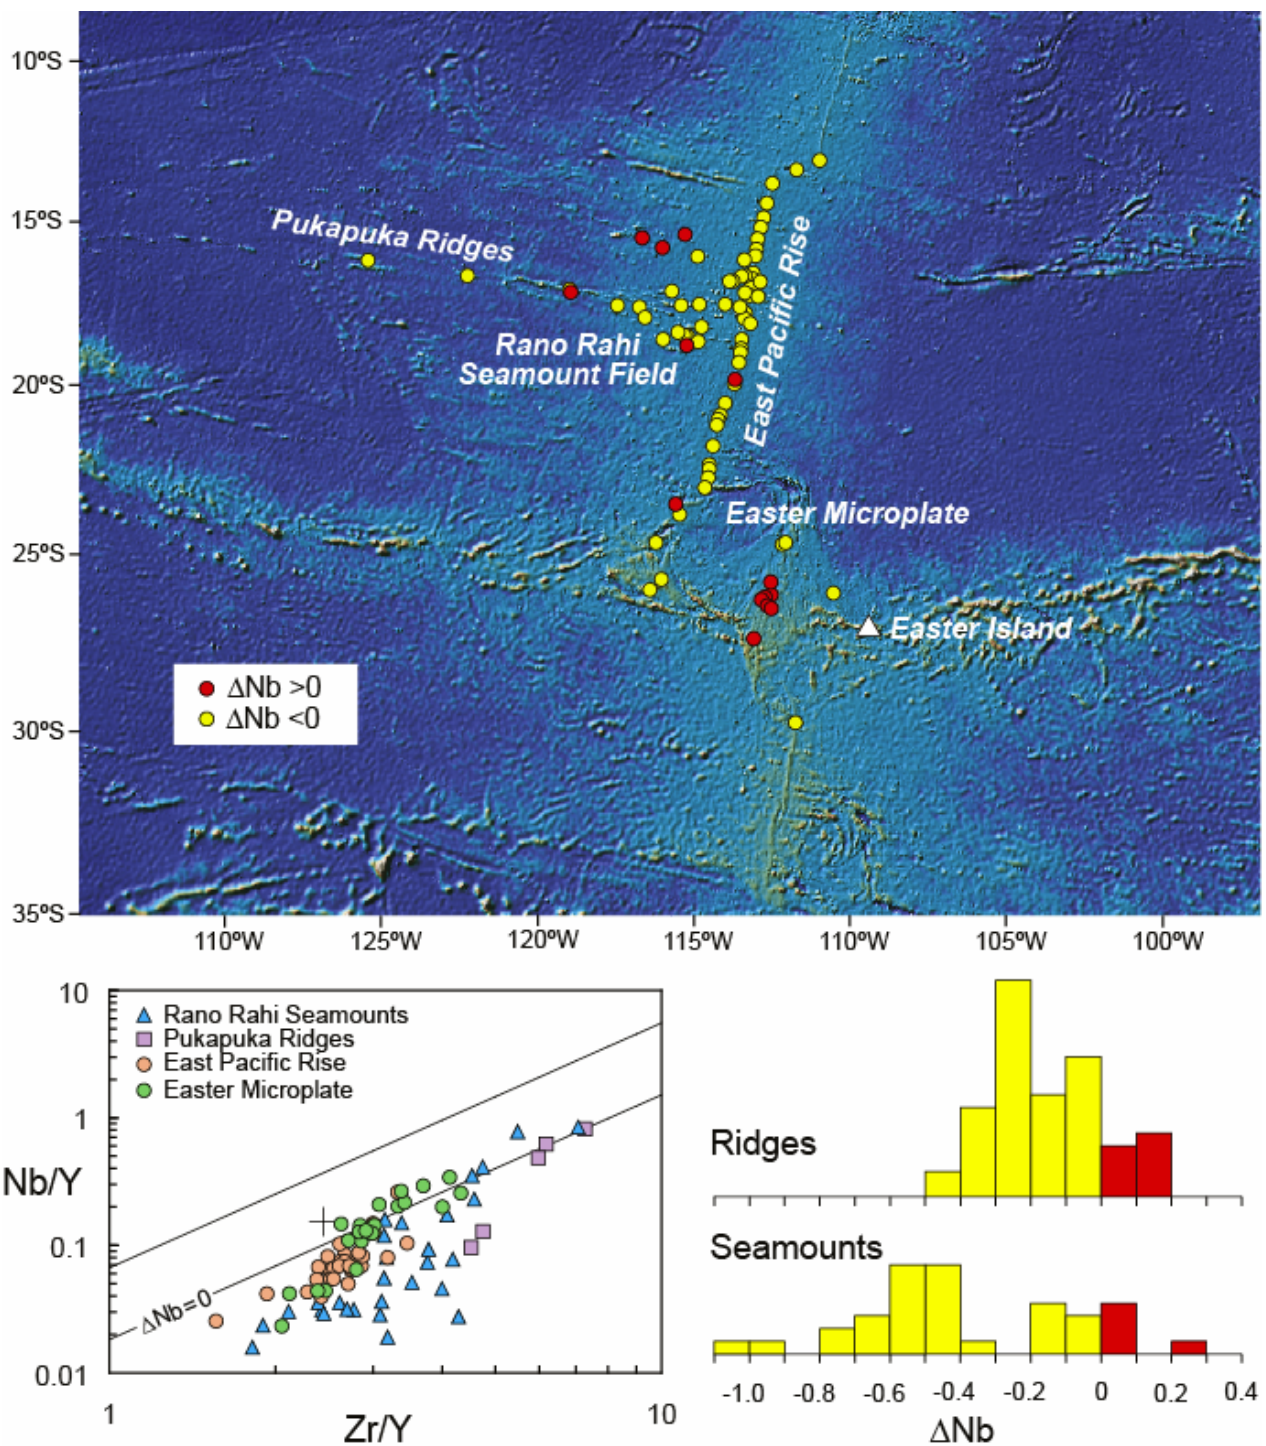 10ºS
15ºS
20ºS
25ºS
30ºS
35ºS
Pukapuka Ridges
Rano Rahi
Seamount Field
East Pacific Rise
Easter Microplate
Easter Island
ΔNb >0
ΔNb <0
110ºW
125ºW
120ºW
115ºW
110ºW
105ºW
100ºW
10
1
0.1
0.01
Nb/Y
Rano Rahi Seamounts
Pukapuka Ridges
East Pacific Rise
Easter Microplate
ΔNb=0
1
10
Zr/Y
Ridges
Seamounts
-1.0
-0.8
-0.6
-0.4
-0.2
0
0.2
0.4
ΔNb